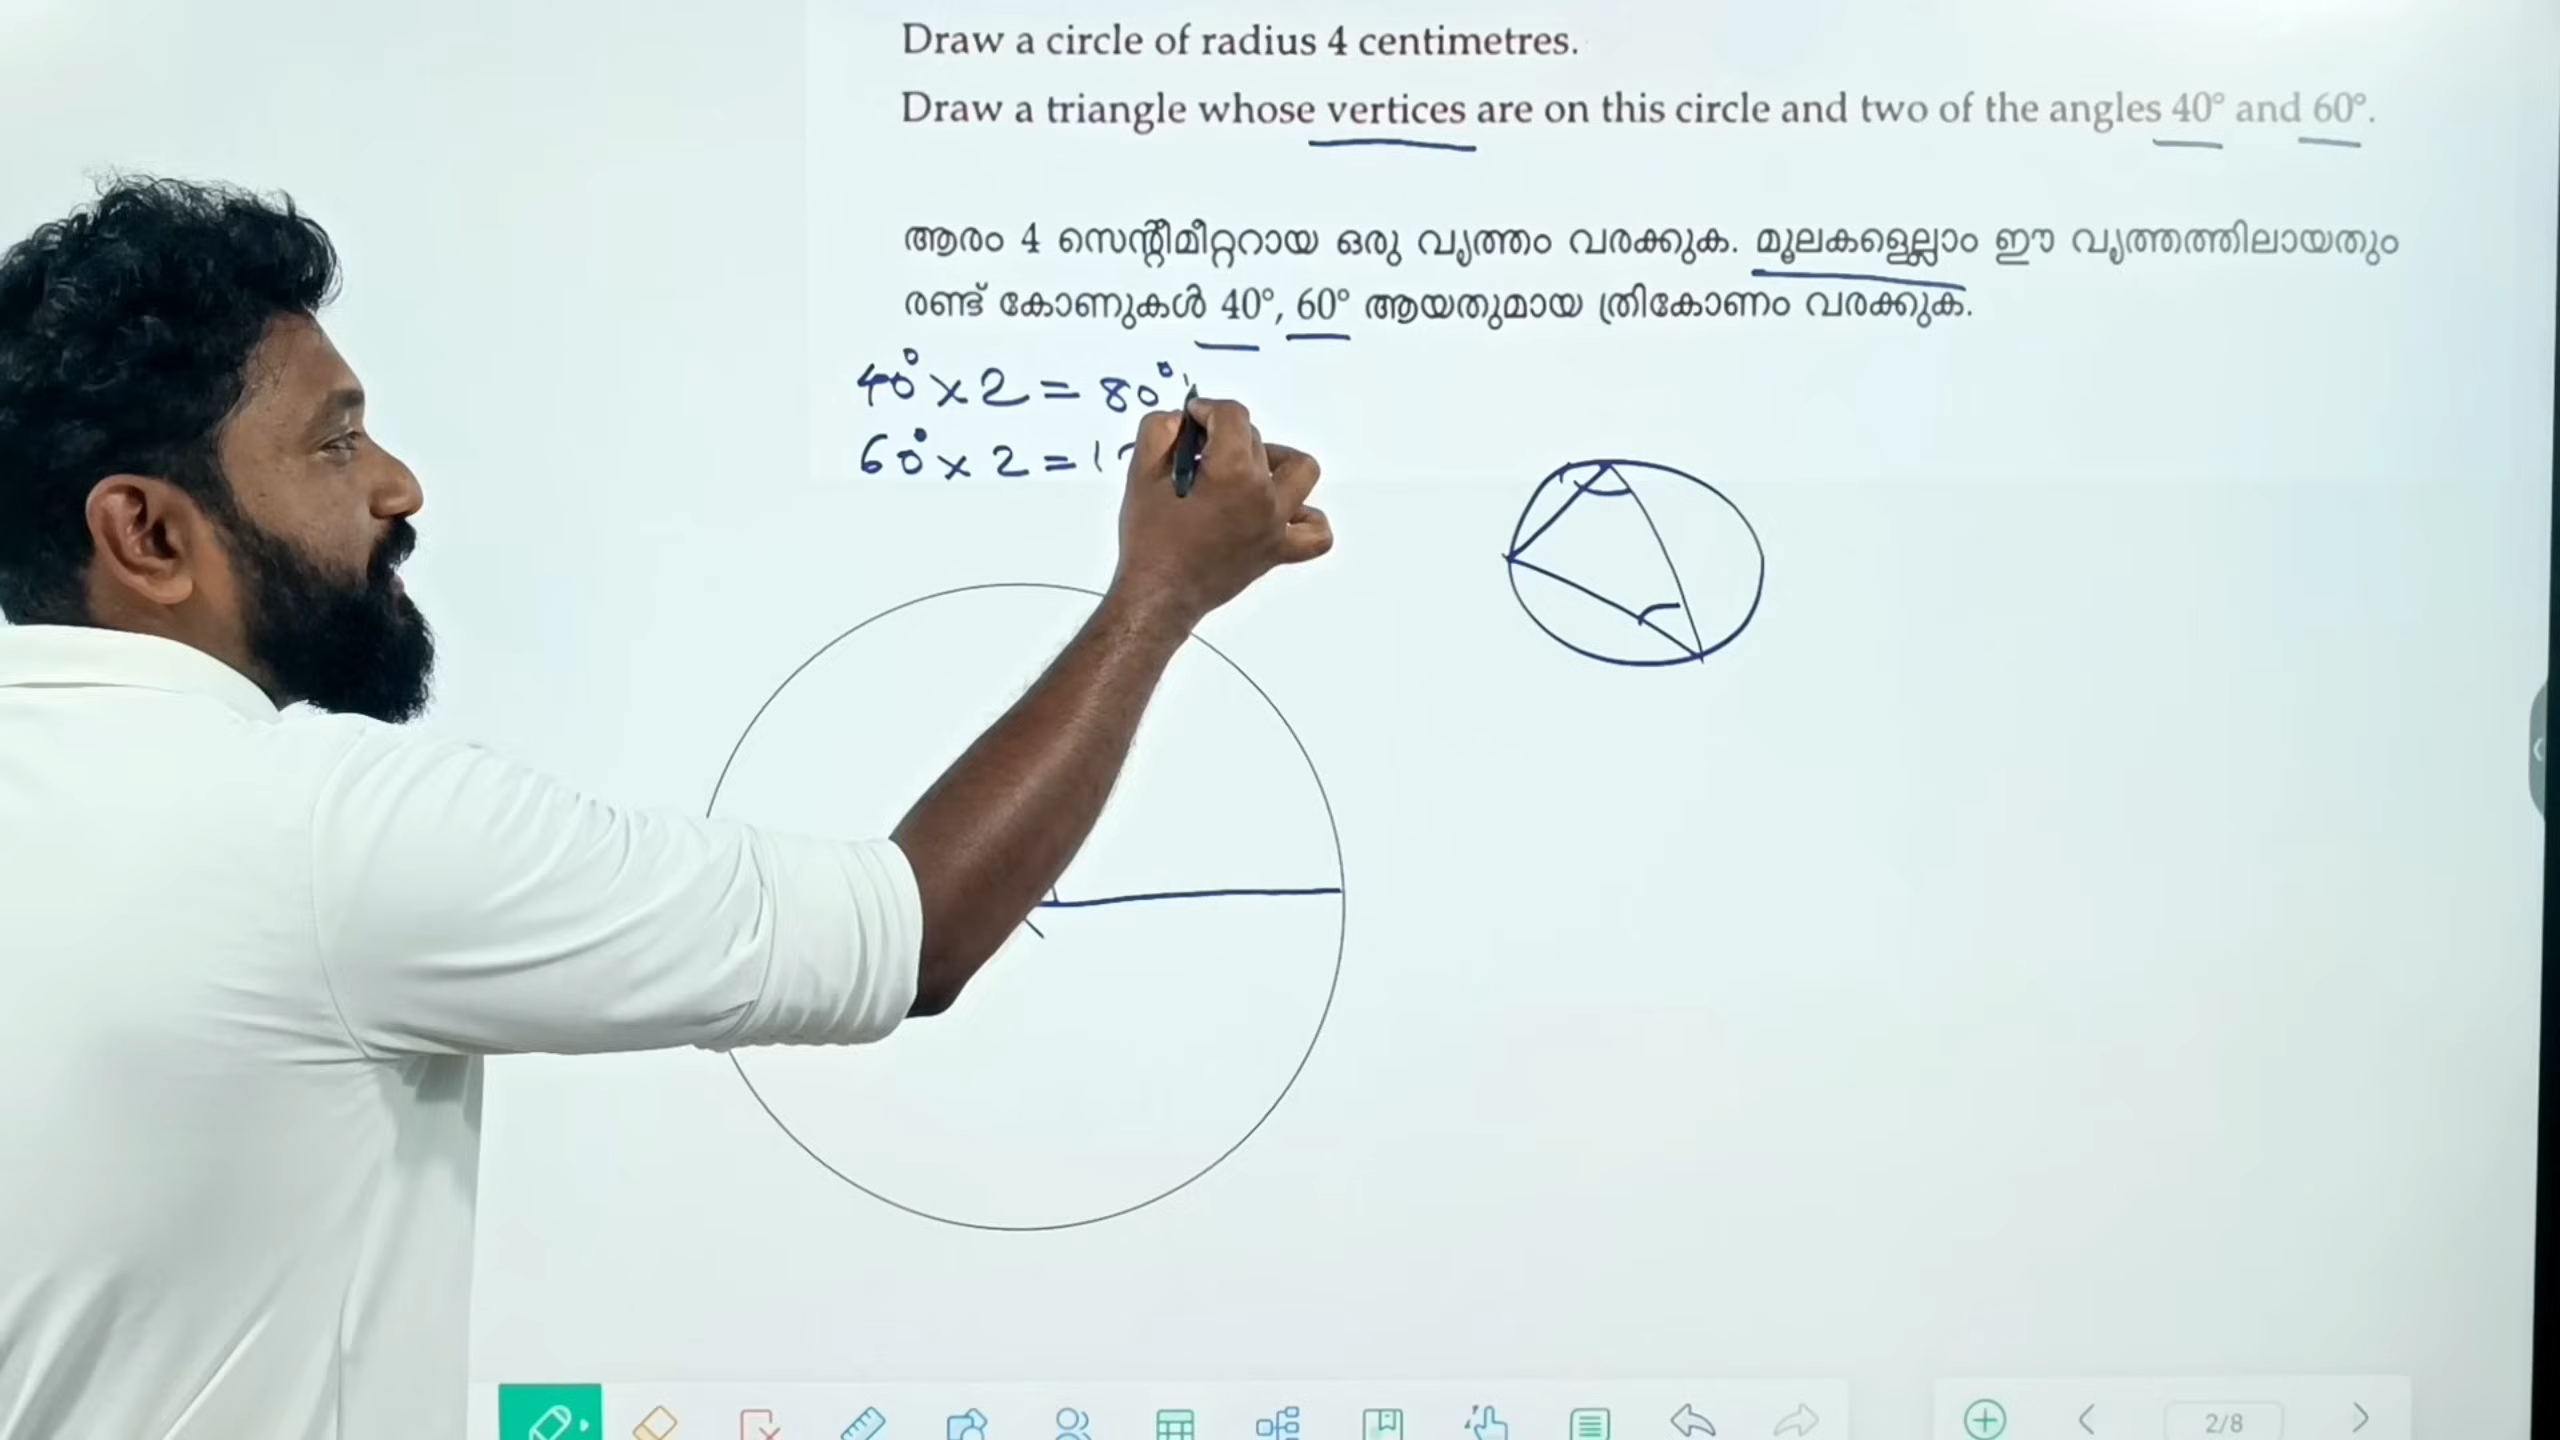 Draw a circle of radius 4 centimetres.
Draw a triangle whose vertices are on this circle and two of the angles 40° and 60°.
ആരം 4 സെന്റീമീറ്ററായ ഒരു വൃത്തം വരക്കുക. മൂലകളെല്ലാം ഈ വൃത്തത്തിലായതും
രണ്ട് കോണുകൾ 40°, 60° ആയതുമായ ത്രികോണം വരക്കുക.
40° × 2 = 80°
60° × 2 = 1
2/8